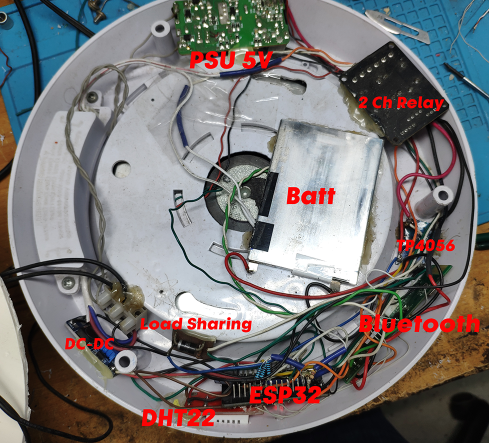 PSU 5V
2 Ch Relay
Batt
TP4056
Load Sharing
Bluetooth
DC-DC
ESP32
DHT22